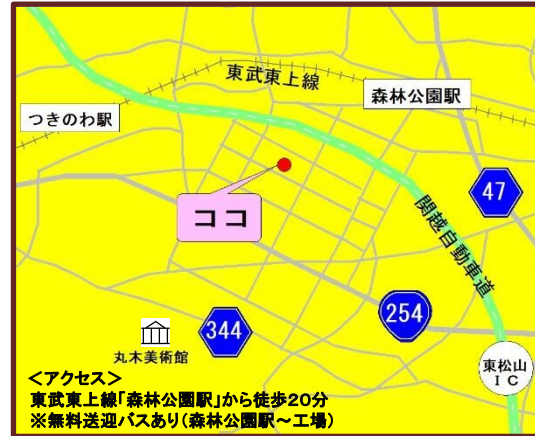 東武東上線
森林公園駅
つきのわ駅
47
ココ
関越自動車道
254
344
丸木美術館
東松山
IC
<アクセス>
東武東上線「森林公園駅」から徒歩20分
※無料送迎バスあり(森林公園駅～工場)